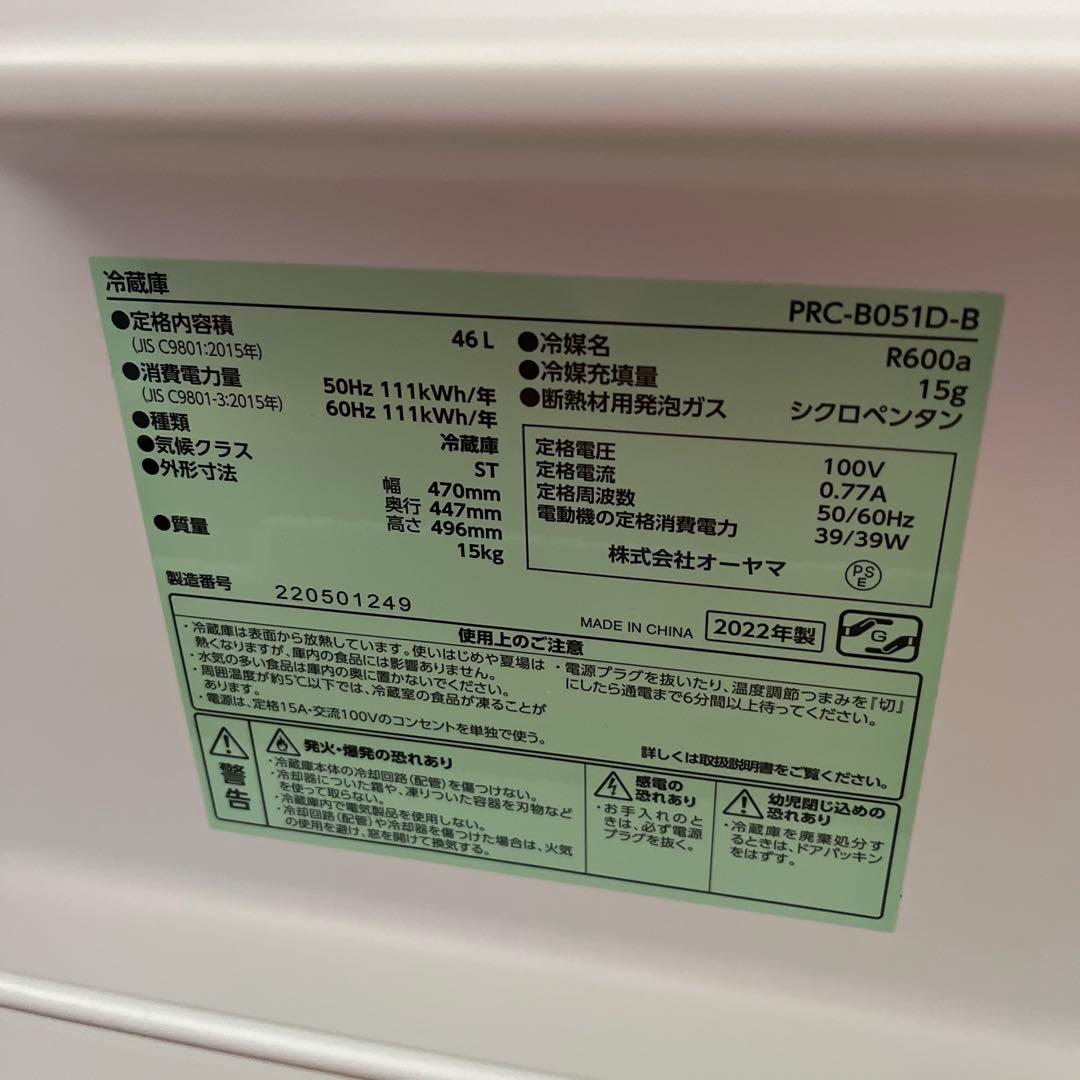 冷蔵庫
PRC-B051D-B
●定格内容積 46L
(JIS C9801:2015年)
●消費電力量 50Hz 111kWh/年
(JIS C9801-3:2015年) 60Hz 111kWh/年
●種類 冷蔵庫
●気候クラス ST
●外形寸法 幅 470mm
奥行 447mm
高さ 496mm
●質量 15kg
●冷媒名 R600a
●冷媒充填量 15g
●断熱材用発泡ガス シクロペンタン
定格電圧 100V
定格電流 0.77A
定格周波数 50/60Hz
電動機の定格消費電力 39/39W
株式会社オーヤマ PSE
製造番号 220501249
MADE IN CHINA 2022年製 G
使用上のご注意
・冷蔵庫は表面から放熱しています。使いはじめや夏場は
熱くなりますが、庫内の食品には影響ありません。
・水気の多い食品は庫内の奥に置かないでください。
・周囲温度が約5℃以下では、冷蔵室の食品が凍ることが
あります。
・電源は、定格15A・交流100Vのコンセントを単独で使う。
・電源プラグを抜いたり、温度調節つまみを『切』
にしたら通電まで6分間以上待ってください。
詳しくは取扱説明書をご覧ください。
警告
発火・爆発の恐れあり
・冷蔵庫本体の冷却回路(配管)を傷つけない。
・冷却器についた霜や、凍りついた容器を刃物など
を使って取らない。
・冷蔵庫内で電気製品を使用しない。
・冷却回路(配管)や冷却器を傷つけた場合は、火気
の使用を避け、窓を開けて換気する。
感電の
恐れあり
・お手入れのと
きは、必ず電源
プラグを抜く。
幼児閉じ込めの
恐れあり
・冷蔵庫を廃棄処分す
るときは、ドアパッキン
をはずす。